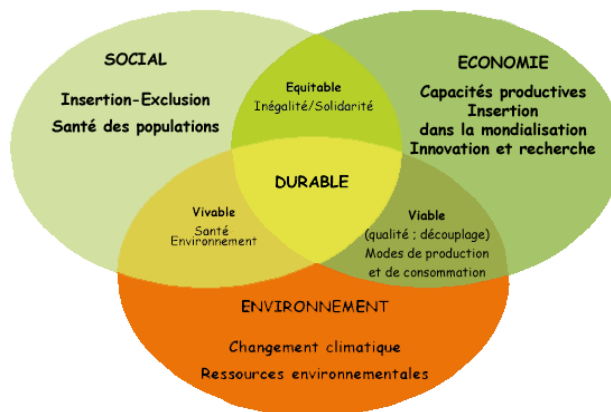 SOCIAL
Insertion-Exclusion
Santé des populations
Equitable
Inégalité/Solidarité
ECONOMIE
Capacités productives
Insertion
dans la mondialisation
Innovation et recherche
DURABLE
Vivable
Santé
Environnement
Viable
(qualité ; découplage)
Modes de production
et de consommation
ENVIRONNEMENT
Changement climatique
Ressources environnementales